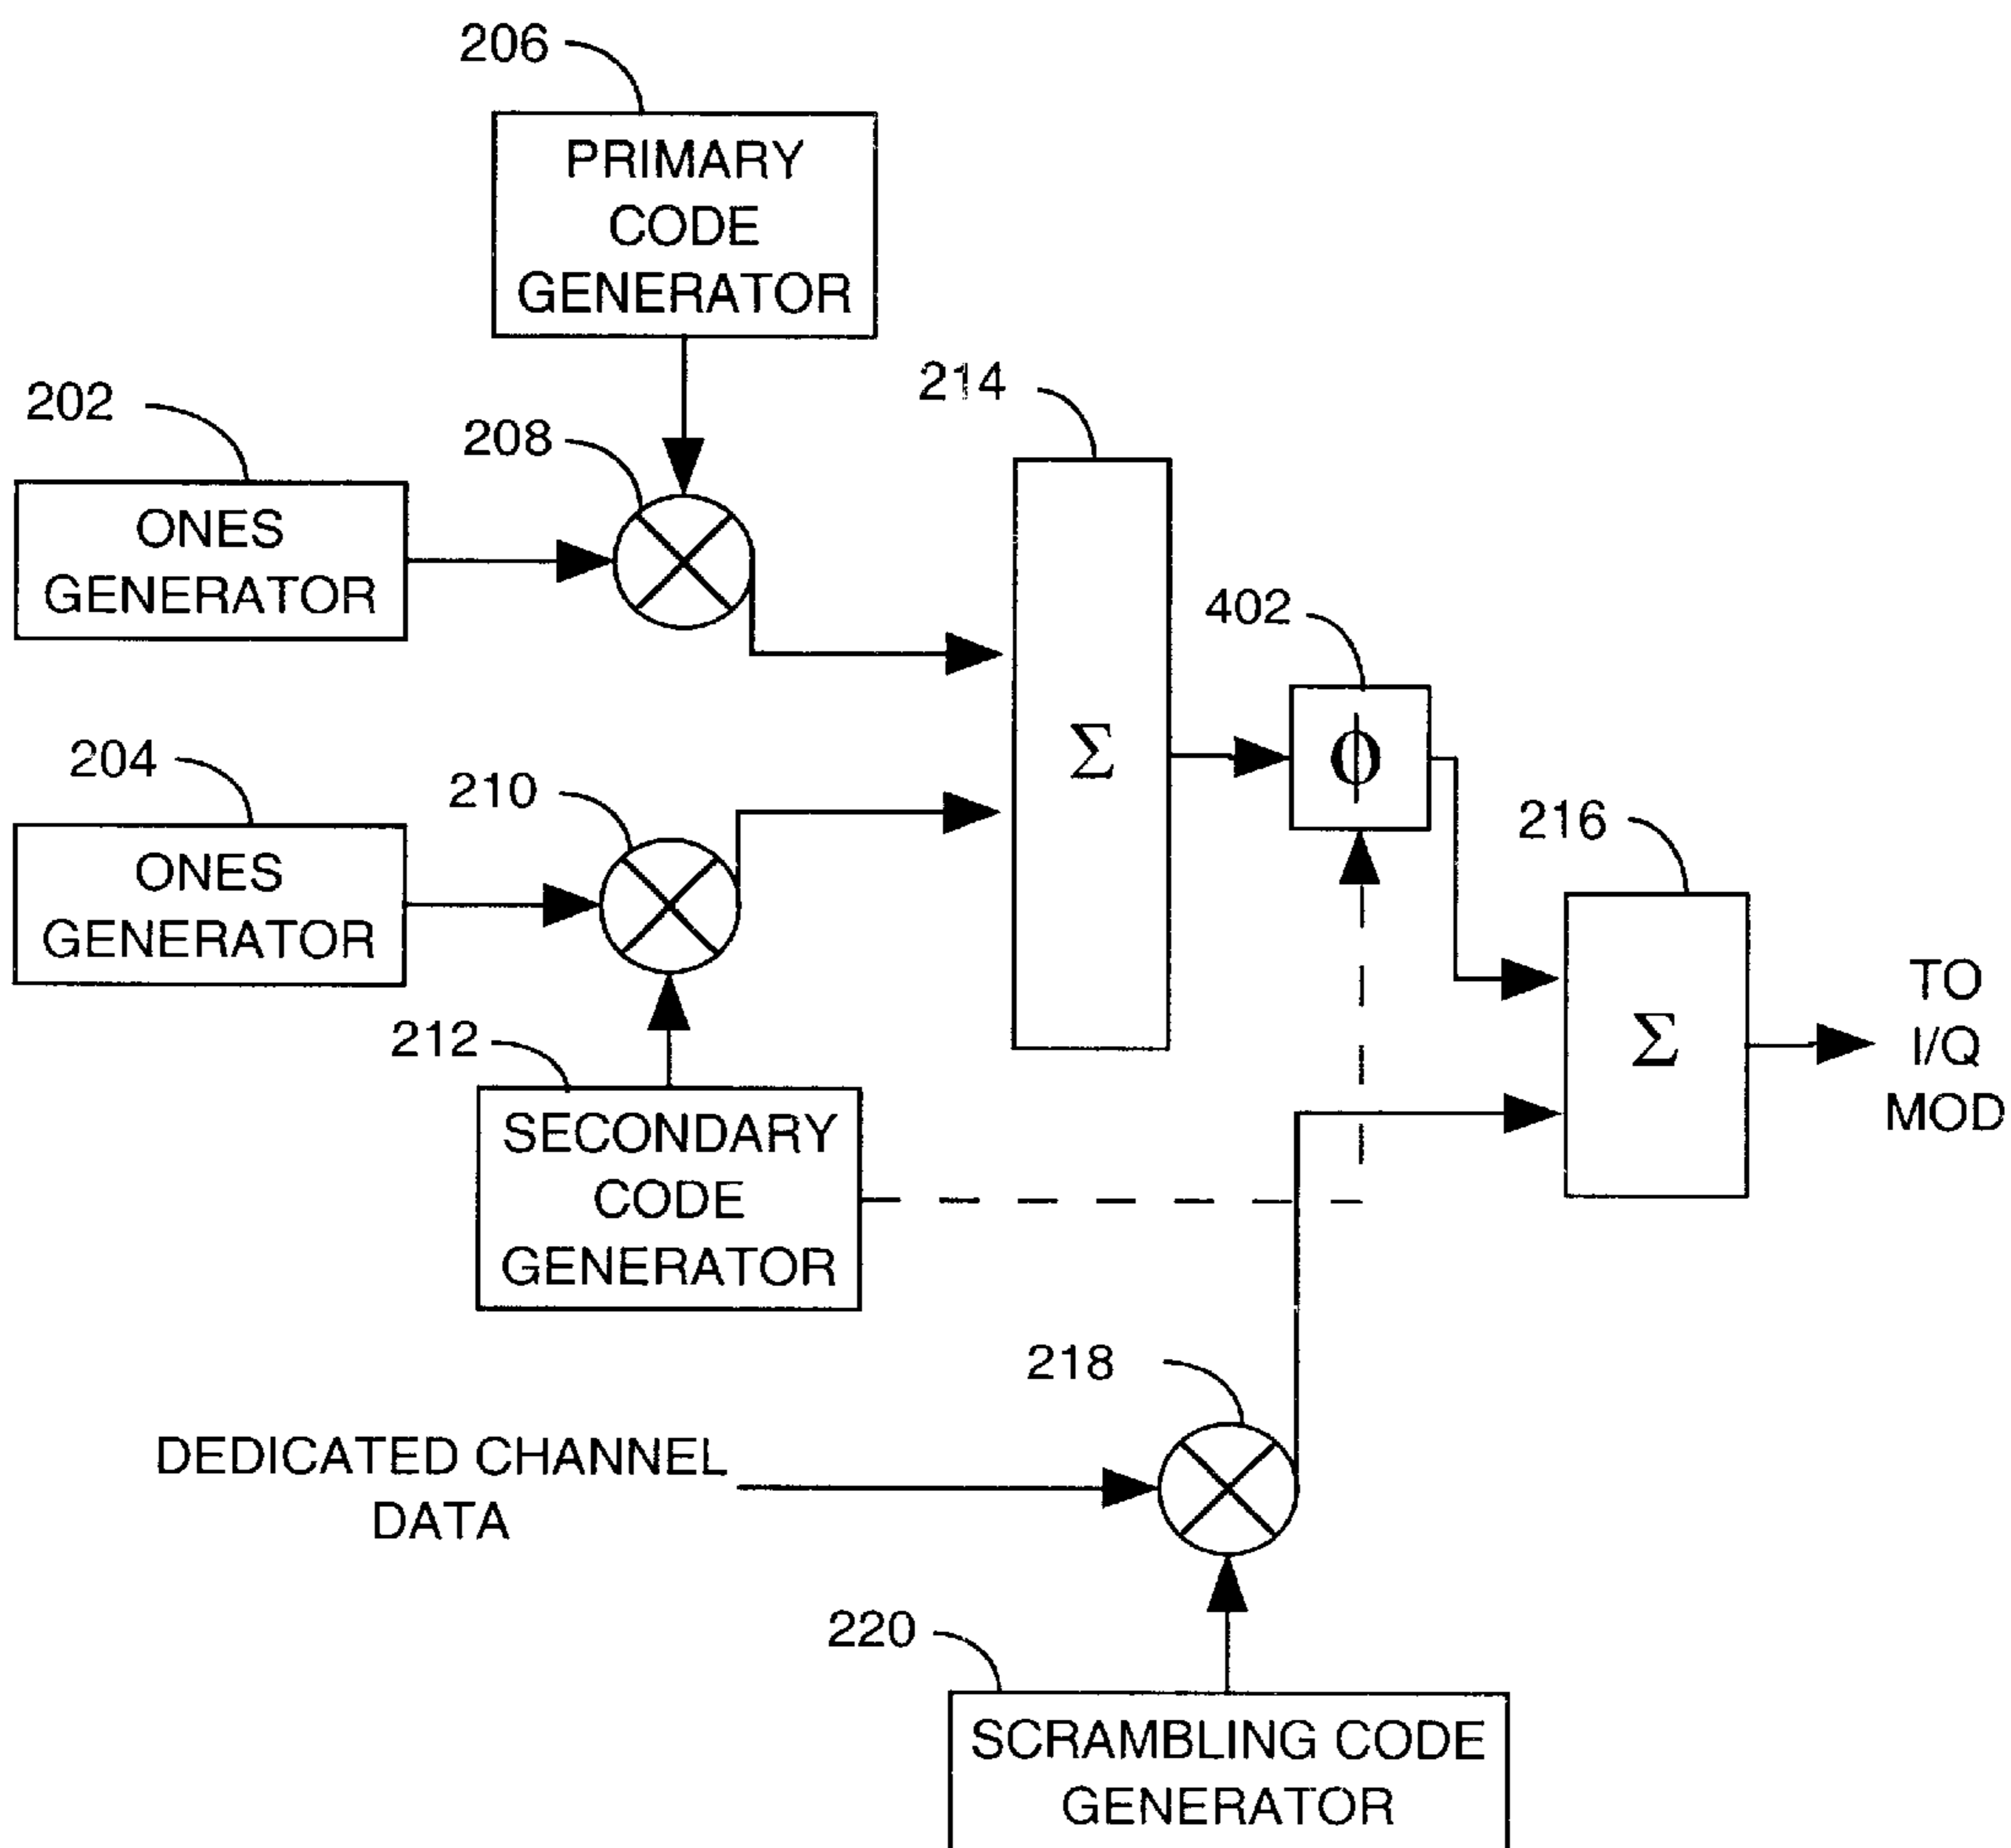 206
PRIMARY
CODE
GENERATOR
202
208
214
ONES
GENERATOR
402
204
210
Σ
ϕ
216
ONES
GENERATOR
212
Σ
TO
I/Q
MOD
SECONDARY
CODE
GENERATOR
218
DEDICATED CHANNEL
DATA
220
SCRAMBLING CODE
GENERATOR